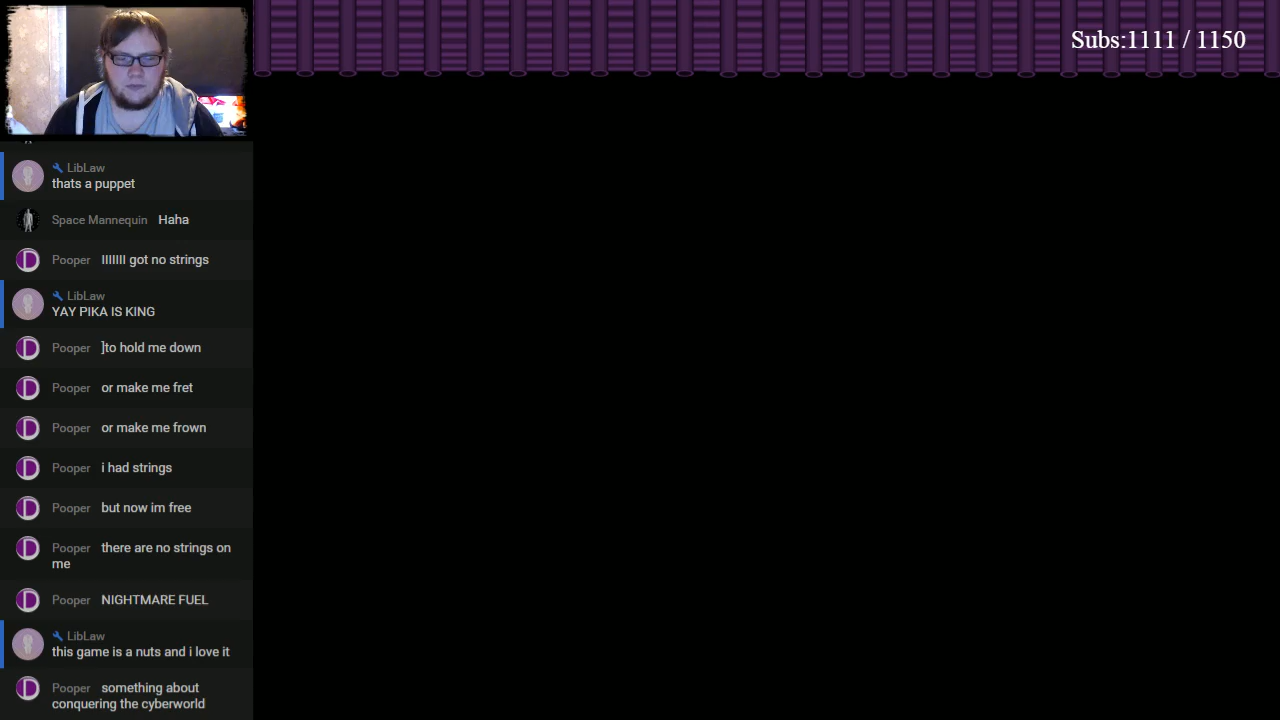 Subs:1111 / 1150
LibLaw
thats a puppet
Space Mannequin Haha
Pooper IIIIIII got no strings
LibLaw
YAY PIKA IS KING
Pooper ]to hold me down
Pooper or make me fret
Pooper or make me frown
Pooper i had strings
Pooper but now im free
Pooper there are no strings on
me
Pooper NIGHTMARE FUEL
LibLaw
this game is a nuts and i love it
Pooper something about
conquering the cyberworld